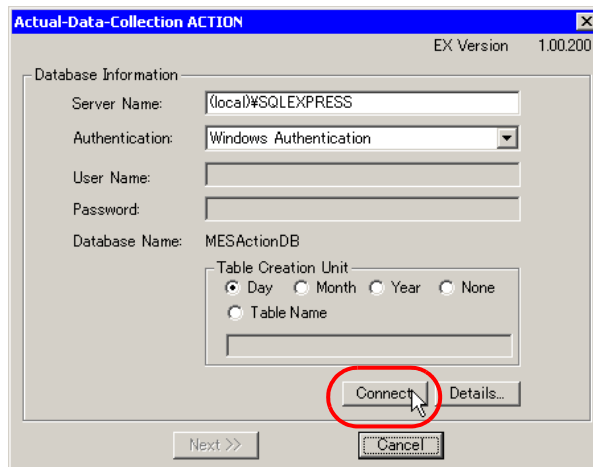 Actual-Data-Collection ACTION
EX Version 1.00.200
Database Information
Server Name: (local)¥SQLEXPRESS
Authentication: Windows Authentication
User Name:
Password:
Database Name: MESActionDB
Table Creation Unit
Day Month Year None
Table Name
Connect Details...
Next >> Cancel